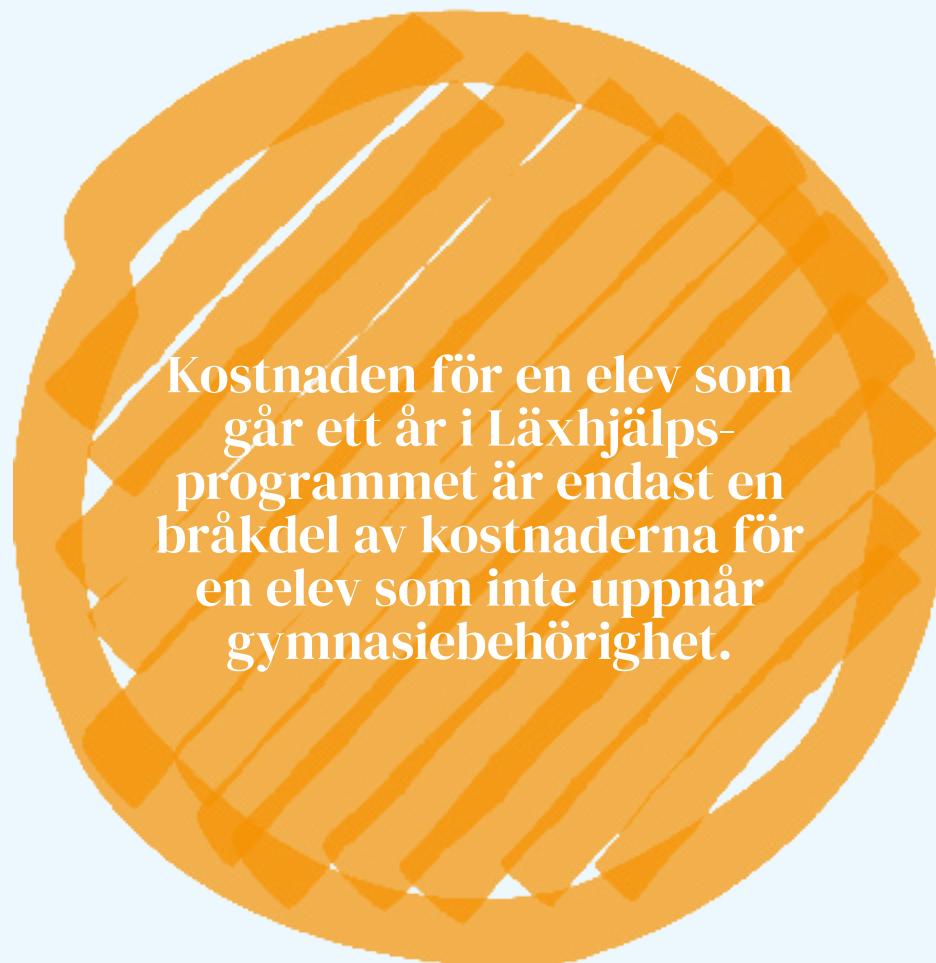 Kostnaden för en elev som
går ett år i Läxhjälps-
programmet är endast en
bråkdel av kostnaderna för
en elev som inte uppnår
gymnasiebehörighet.